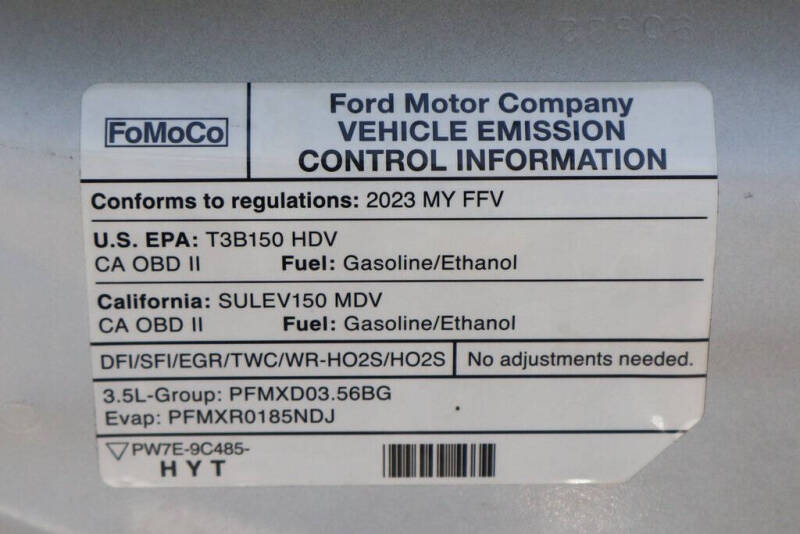 FoMoCo
Ford Motor Company
VEHICLE EMISSION
CONTROL INFORMATION
Conforms to regulations: 2023 MY FFV
U.S. EPA: T3B150 HDV
CA OBD II Fuel: Gasoline/Ethanol
California: SULEV150 MDV
CA OBD II Fuel: Gasoline/Ethanol
DFI/SFI/EGR/TWC/WR-HO2S/HO2S No adjustments needed.
3.5L-Group: PFMXD03.56BG
Evap: PFMXR0185NDJ
PW7E-9C485-
HYT